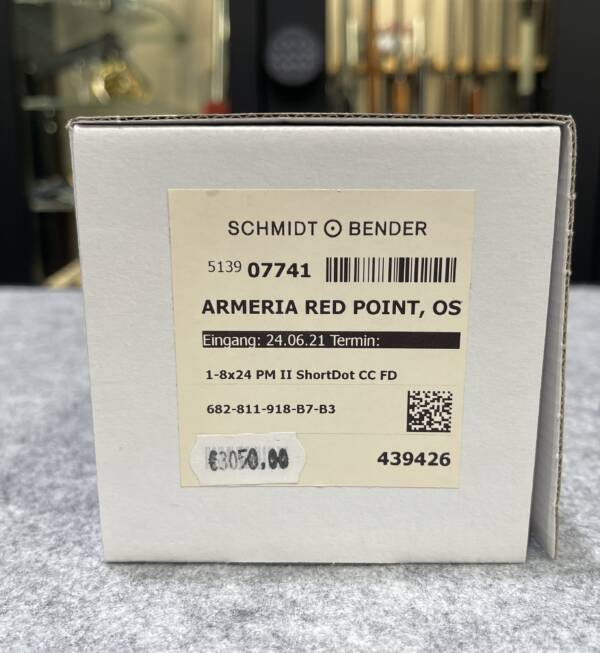 SCHMIDT BENDER
5139 07741
ARMERIA RED POINT, OS
Eingang: 24.06.21 Termin:
1-8x24 PM II ShortDot CC FD
682-811-918-B7-B3
€3050,00
439426